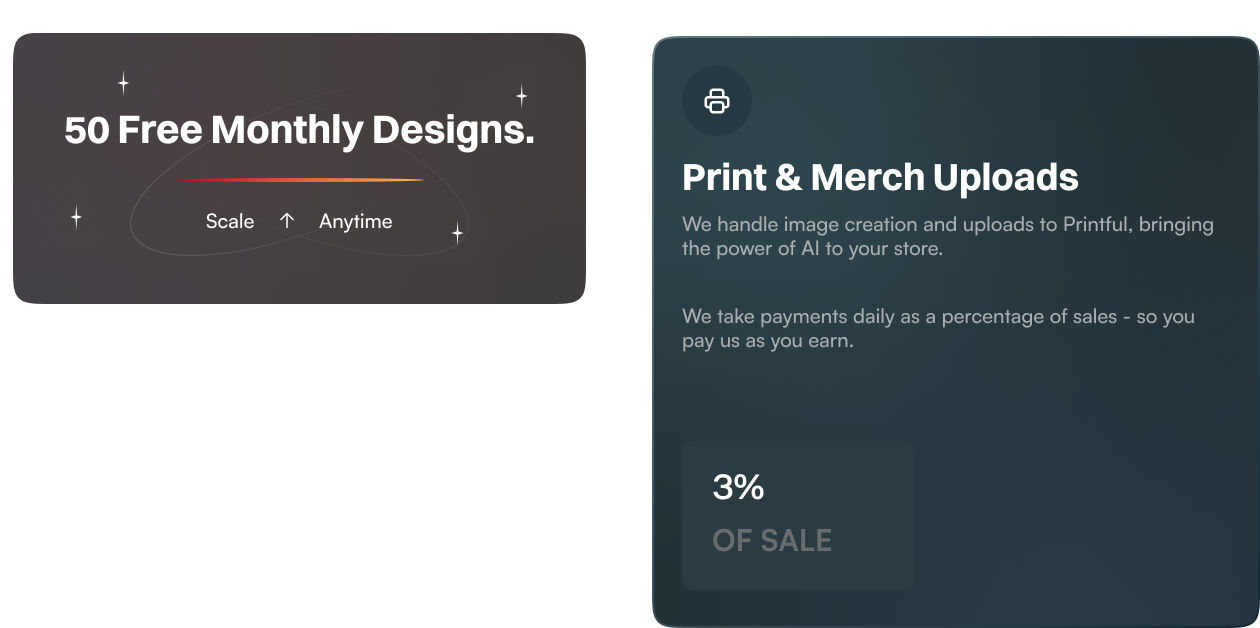 50 Free Monthly Designs.
Scale ↑ Anytime
Print & Merch Uploads
We handle image creation and uploads to Printful, bringing
the power of AI to your store.
We take payments daily as a percentage of sales - so you
pay us as you earn.
3%
OF SALE